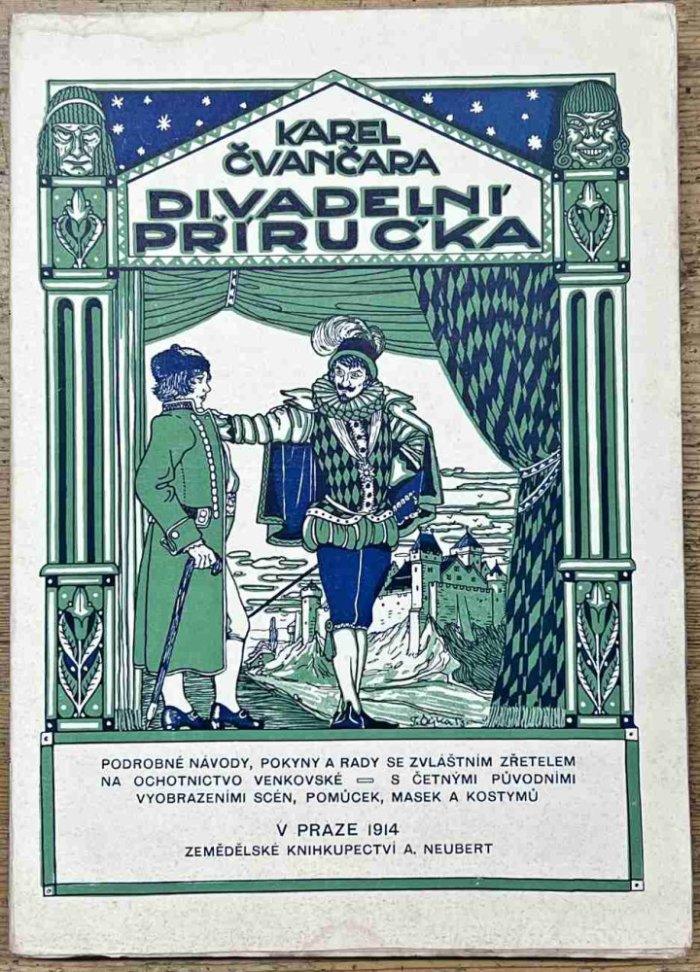 KAREL
ČVANČARA
DIVADELNÍ
PŘÍRUČKA
PODROBNÉ NÁVODY, POKYNY A RADY SE ZVLÁŠTNÍM ZŘETELEM
NA OCHOTNICTVO VENKOVSKÉ — S ČETNÝMI PŮVODNÍMI
VYOBRAZENÍMI SCÉN, POMŮCEK, MASEK A KOSTYMŮ
V PRAZE 1914
ZEMĚDĚLSKÉ KNIHKUPECTVÍ A. NEUBERT